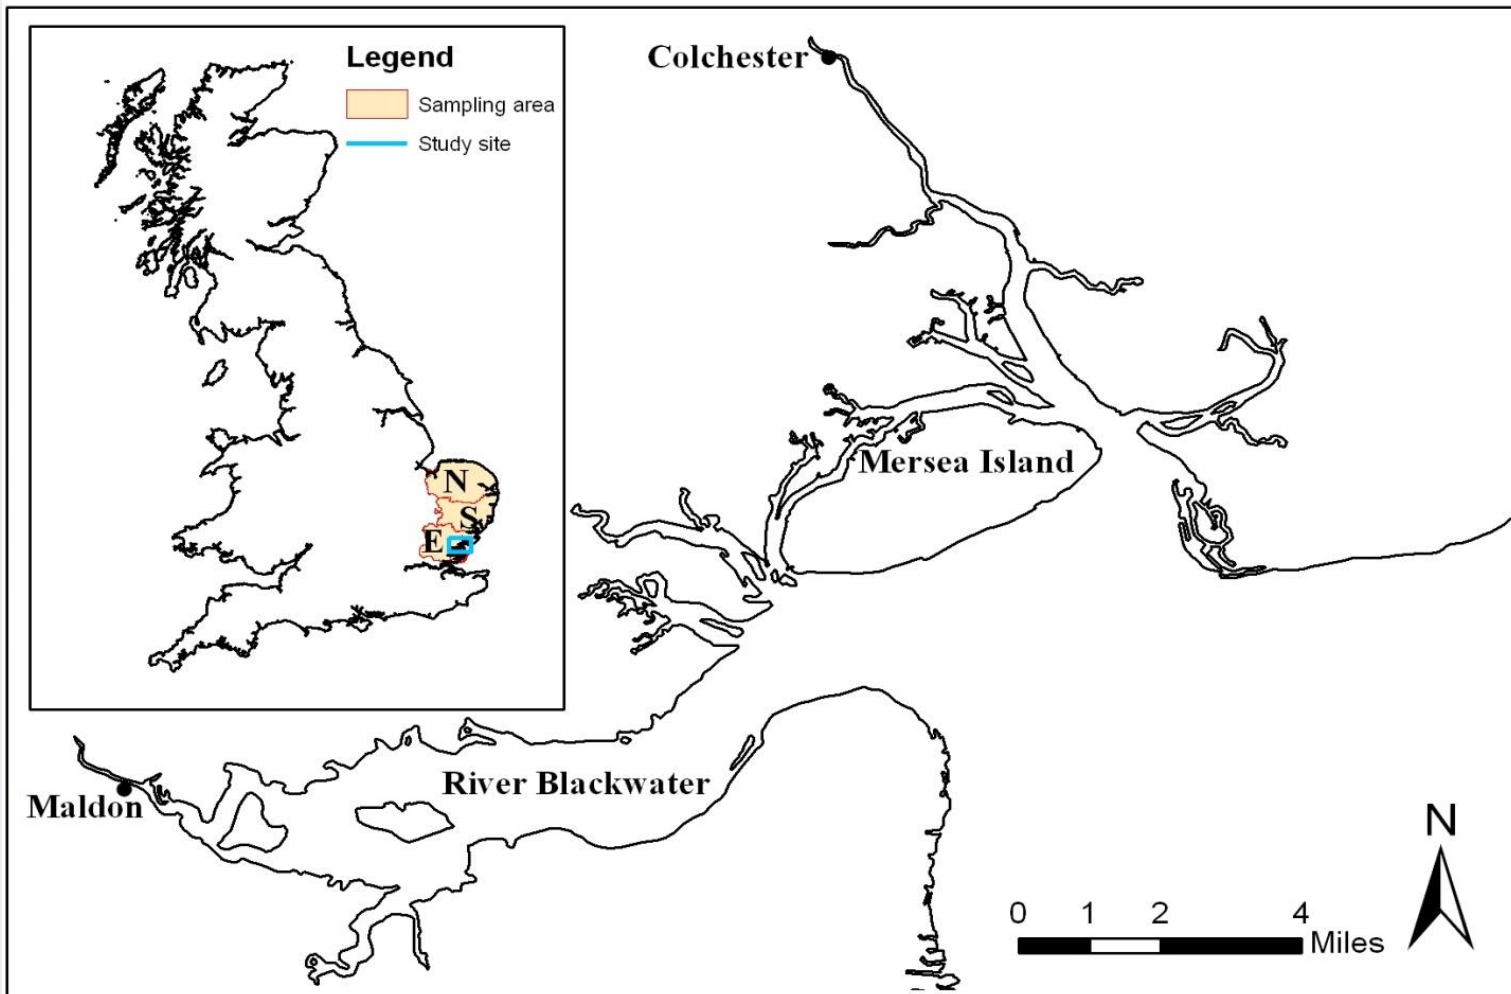 Legend
Sampling area
Study site
N
S
E
Colchester
Mersea Island
River Blackwater
Maldon
N
0 1 2 4
Miles